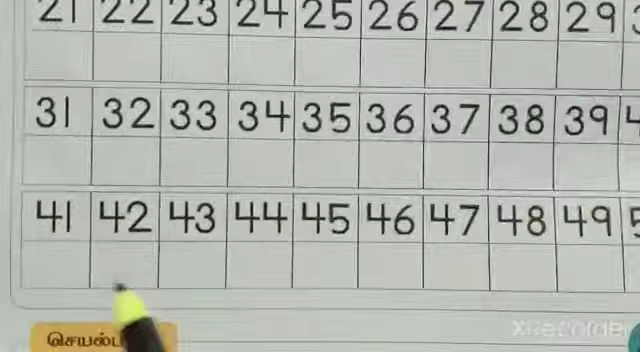 21 22 23 24 25 26 27 28 29
31 32 33 34 35 36 37 38 39
41 42 43 44 45 46 47 48 49
XRecorder